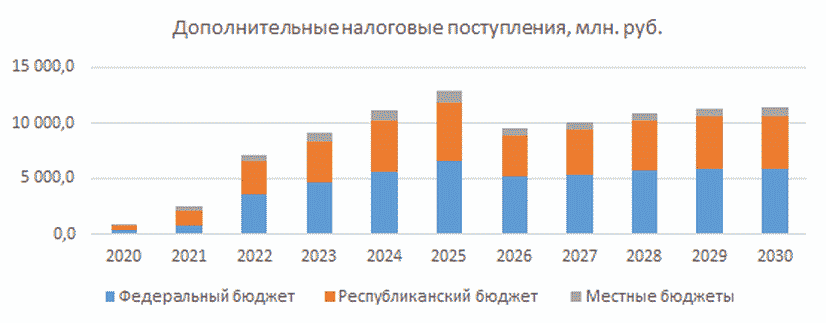 Дополнительные налоговые поступления, млн. руб.
15 000,0
10 000,0
5 000,0
0,0
2020 2021 2022 2023 2024 2025 2026 2027 2028 2029 2030
Федеральный бюджет Республиканский бюджет Местные бюджеты